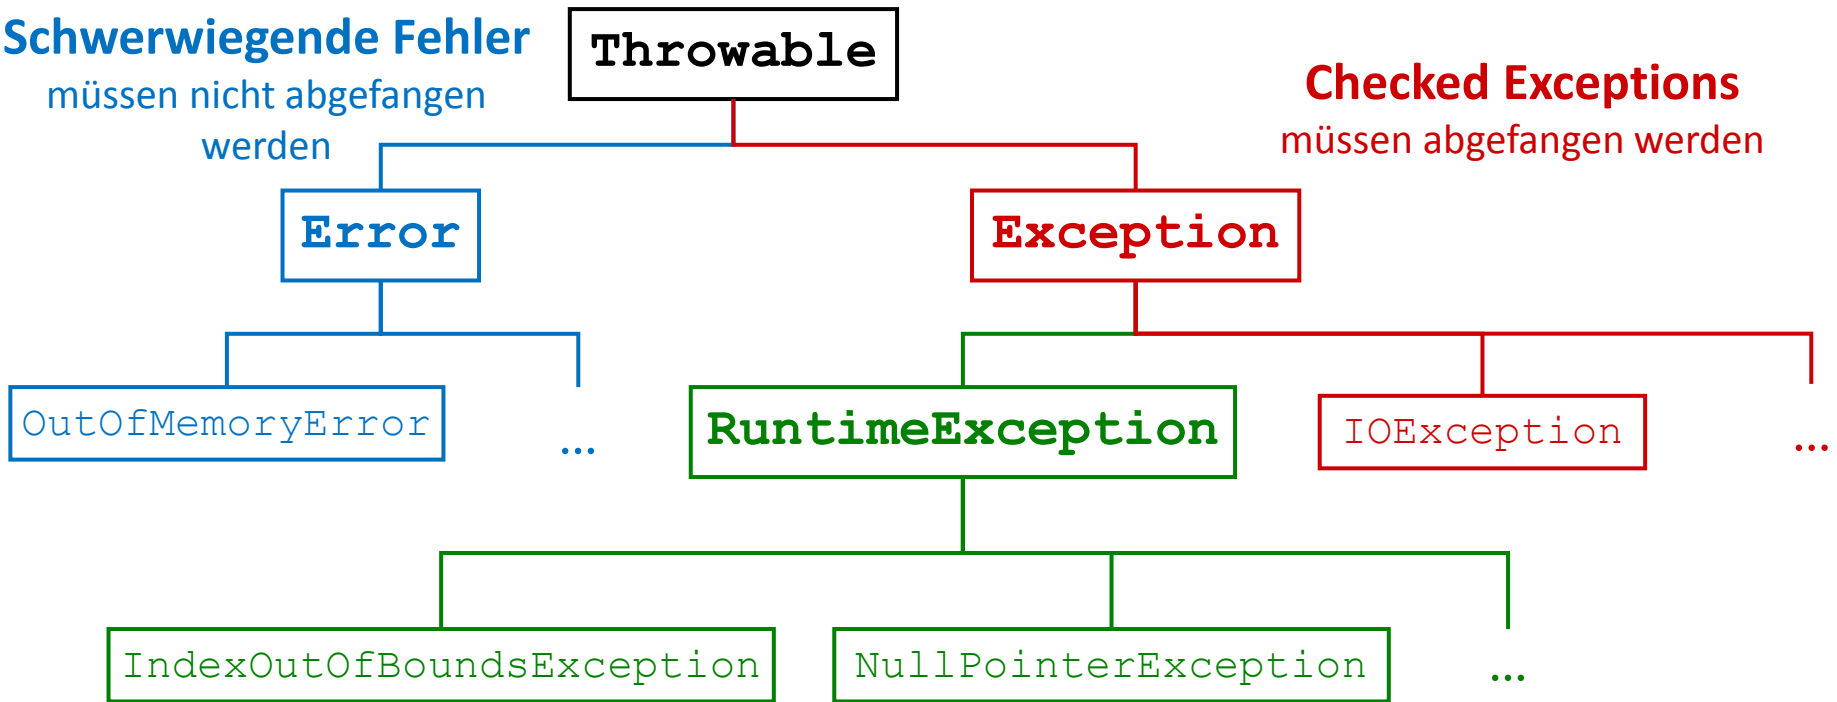 Schwerwiegende Fehler
müssen nicht abgefangen
werden
Throwable
Checked Exceptions
müssen abgefangen werden
Error
Exception
OutOfMemoryError
...
RuntimeException
IOException
...
IndexOutOfBoundsException
NullPointerException
...